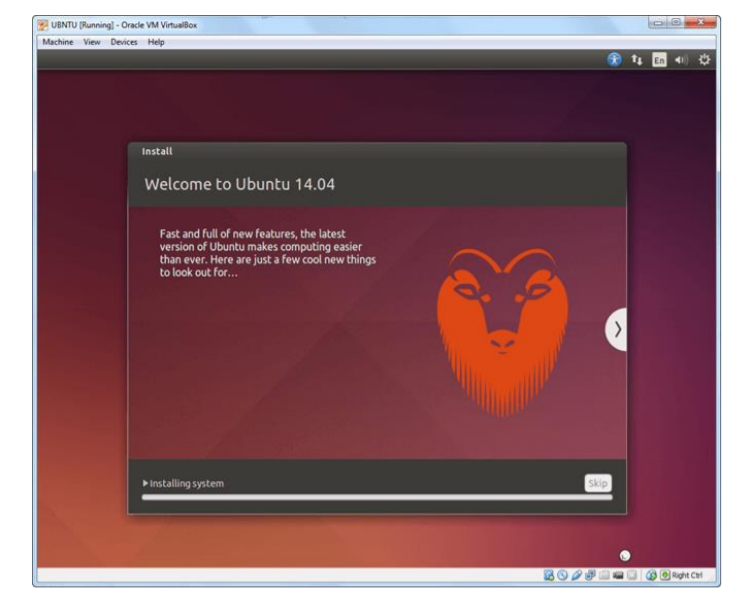 UBNTU [Running] - Oracle VM VirtualBox
Machine View Devices Help
En
Install
Welcome to Ubuntu 14.04
Fast and full of new features, the latest
version of Ubuntu makes computing easier
than ever. Here are just a few cool new things
to look out for...
Installing system
Skip
Right Ctrl